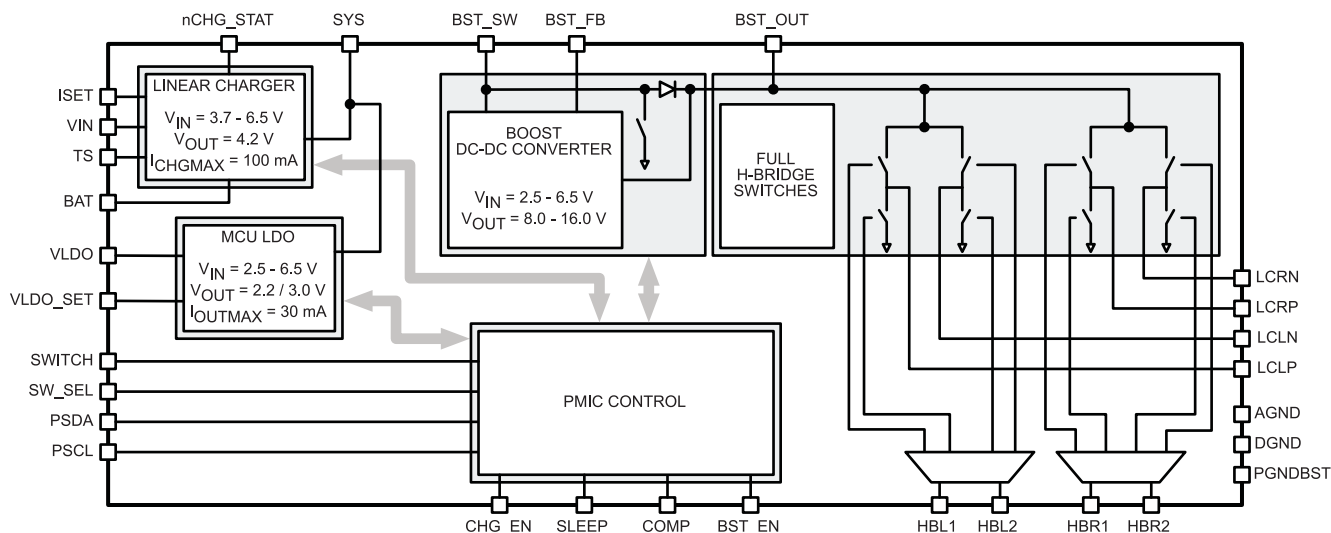 nCHG_STAT
SYS
BST_SW
BST_FB
BST_OUT
ISET
VIN
TS
BAT
VLDO
VLDO_SET
SWITCH
SW_SEL
PSDA
PSCL
LINEAR CHARGER
VIN = 3.7 - 6.5 V
VOUT = 4.2 V
ICHGMAX = 100 mA
MCU LDO
VIN = 2.5 - 6.5 V
VOUT = 2.2 / 3.0 V
IOUTMAX = 30 mA
BOOST
DC-DC CONVERTER
VIN = 2.5 - 6.5 V
VOUT = 8.0 - 16.0 V
FULL
H-BRIDGE
SWITCHES
PMIC CONTROL
LCRN
LCRP
LCLN
LCLP
AGND
DGND
PGNDBST
CHG_EN
SLEEP
COMP
BST_EN
HBL1
HBL2
HBR1
HBR2